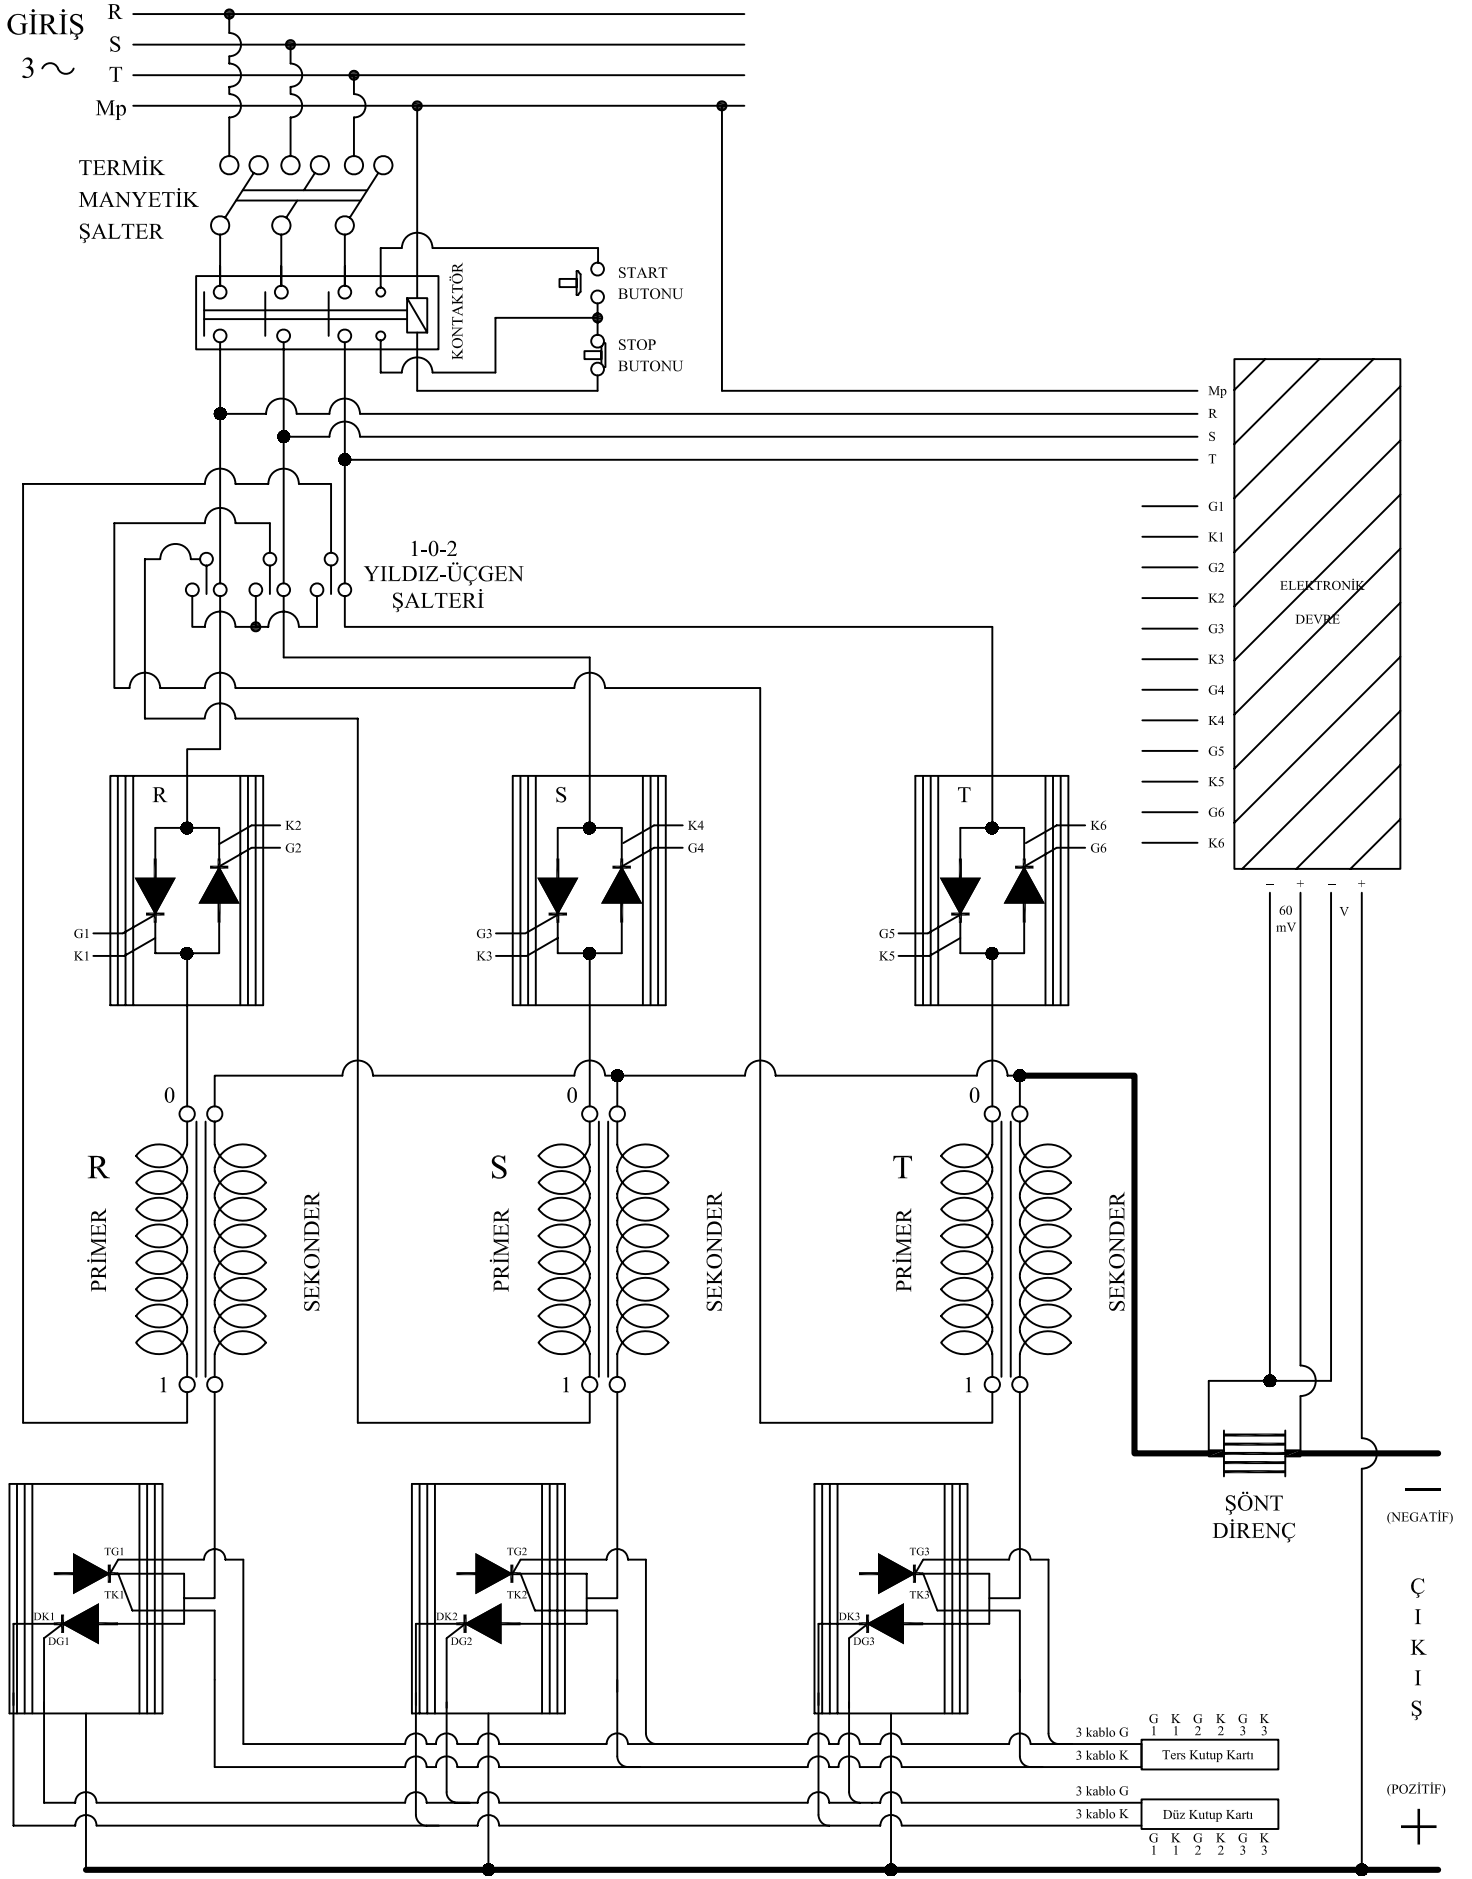 GİRİŞ
3
R
S
T
Mp
TERMİK
MANYETİK
ŞALTER
KONTAKTÖR
START
BUTONU
STOP
BUTONU
Mp
R
S
T
G1
K1
G2
K2
G3
K3
G4
K4
G5
K5
G6
K6
ELEKTRONİK
DEVRE
1-0-2
YILDIZ-ÜÇGEN
ŞALTERİ
R
K2
G2
G1
K1
S
K4
G4
G3
K3
T
K6
G6
G5
K5
− + − +
60
mV
V
0
R
PRİMER
SEKONDER
1
0
S
PRİMER
SEKONDER
1
0
T
PRİMER
SEKONDER
1
ŞÖNT
DİRENÇ
−
(NEGATİF)
Ç
I
K
I
Ş
(POZİTİF)
+
TG1
TK1
DK1
DG1
TG2
TK2
DK2
DG2
TG3
TK3
DK3
DG3
G K G K G K
1 1 2 2 3 3
3 kablo G
3 kablo K
Ters Kutup Kartı
3 kablo G
3 kablo K
Düz Kutup Kartı
G K G K G K
1 1 2 2 3 3